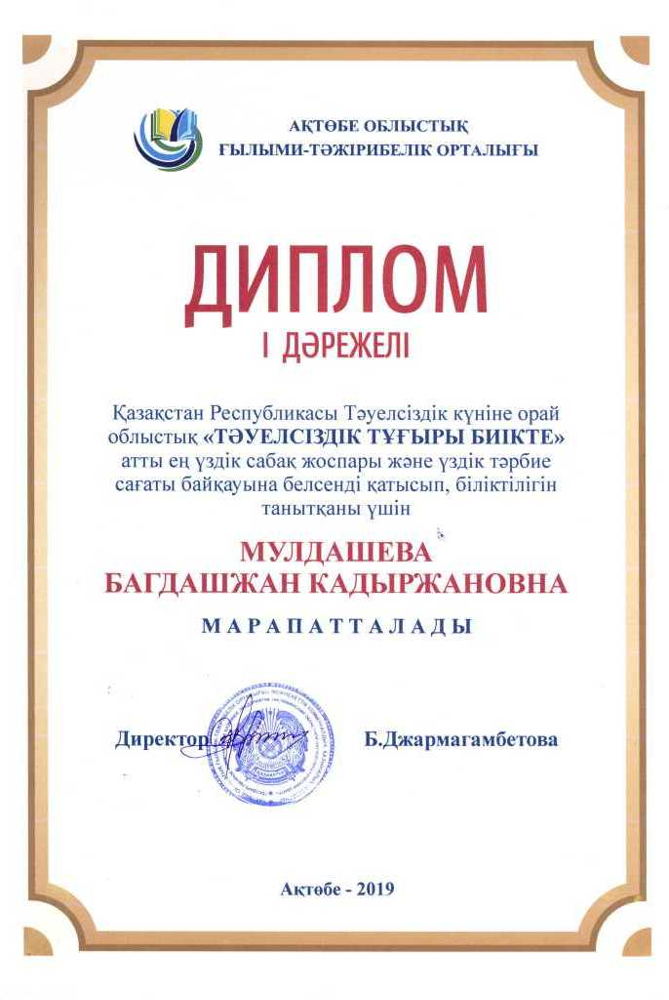 АҚТӨБЕ ОБЛЫСТЫҚ
ҒЫЛЫМИ-ТӘЖІРИБЕЛІК ОРТАЛЫҒЫ
ДИПЛОМ
І ДӘРЕЖЕЛІ
Қазақстан Республикасы Тәуелсіздік күніне орай
облыстық «ТӘУЕЛСІЗДІК ТҰҒЫРЫ БИІКТЕ»
атты ең үздік сабақ жоспары және үздік тәрбие
сағаты байқауына белсенді қатысып, біліктілігін
танытқаны үшін
МУЛДАШЕВА
БАГДАШЖАН КАДЫРЖАНОВНА
МАРАПАТТАЛАДЫ
Директор Б.Джармагамбетова
Ақтөбе - 2019